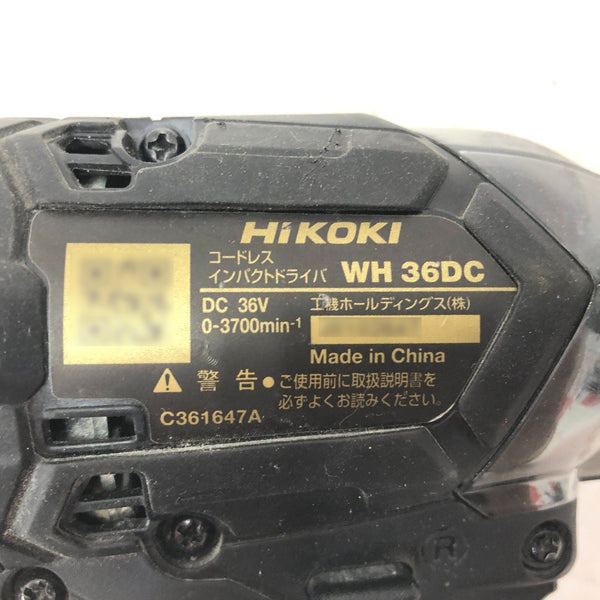 HiKOKI
コードレス
インパクトドライバ WH 36DC
DC 36V 工機ホールディングス(株)
0-3700min-1
Made in China
警告 ●ご使用前に取扱説明書を
必ずよくお読みください。
C361647A
R